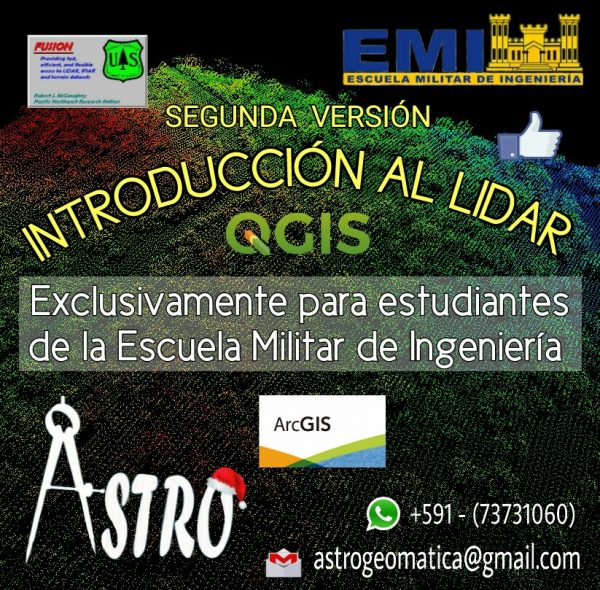 FUSION
Providing fast,
efficient, and flexible
access to LIDAR, IFSAR
and terrain datasets
Robert J. McGaughey
Pacific Northwest Research Station
UAS
EMI
ESCUELA MILITAR DE INGENIERÍA
SEGUNDA VERSIÓN
INTRODUCCIÓN AL LIDAR
QGIS
Exclusivamente para estudiantes
de la Escuela Militar de Ingeniería
ArcGIS
ASTRO
+591 - (73731060)
astrogeomatica@gmail.com